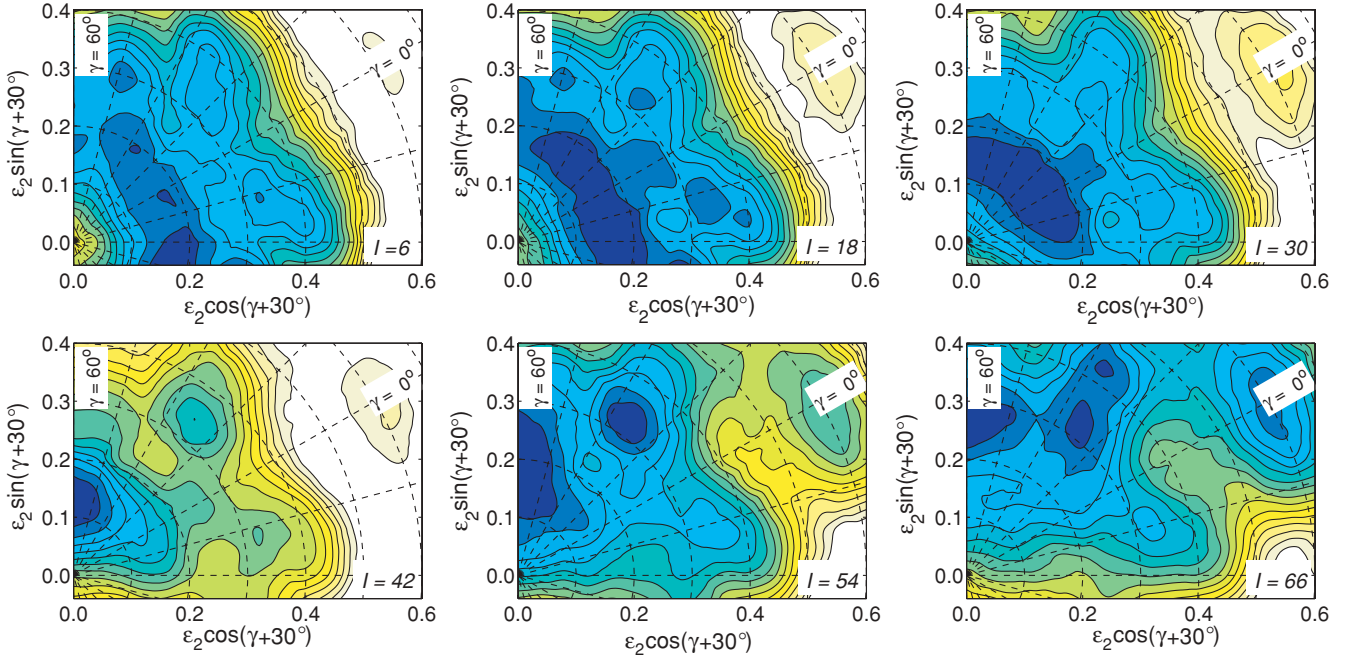 0.4
0.3
0.2
0.1
0.0
ε₂sin(γ+30°)
γ = 60°
γ = 0°
I = 6
0.0 0.2 0.4 0.6
ε₂cos(γ+30°)
0.4
0.3
0.2
0.1
0.0
ε₂sin(γ+30°)
γ = 60°
γ = 0°
I = 18
0.0 0.2 0.4 0.6
ε₂cos(γ+30°)
0.4
0.3
0.2
0.1
0.0
ε₂sin(γ+30°)
γ = 60°
γ = 0°
I = 30
0.0 0.2 0.4 0.6
ε₂cos(γ+30°)
0.4
0.3
0.2
0.1
0.0
ε₂sin(γ+30°)
γ = 60°
γ = 0°
I = 42
0.0 0.2 0.4 0.6
ε₂cos(γ+30°)
0.4
0.3
0.2
0.1
0.0
ε₂sin(γ+30°)
γ = 60°
γ = 0°
I = 54
0.0 0.2 0.4 0.6
ε₂cos(γ+30°)
0.4
0.3
0.2
0.1
0.0
ε₂sin(γ+30°)
γ = 60°
γ = 0°
I = 66
0.0 0.2 0.4 0.6
ε₂cos(γ+30°)